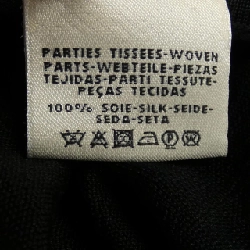 PARTIES TISSEES-WOVEN
PARTS-WEBTEILE-PIEZAS
TEJIDAS-PARTI TESSUTE-
PEÇAS TECIDAS
100% SOIE-SILK-SEIDE-
SEDA-SETA